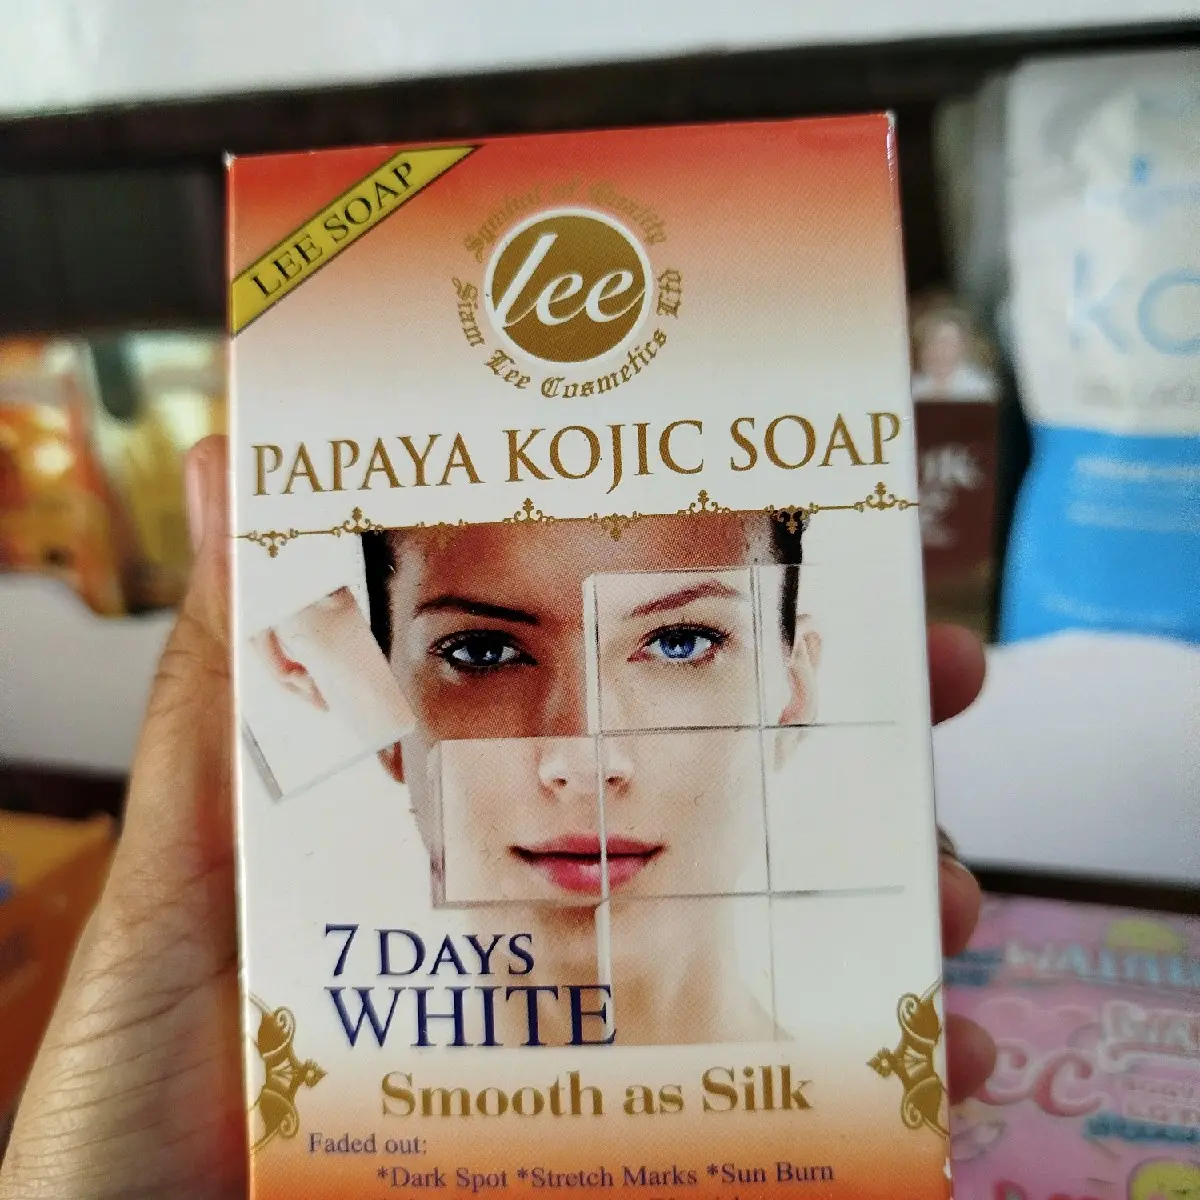 LEE SOAP
Symbol of Quality
lee
Siam Lee Cosmetics Ltd
PAPAYA KOJIC SOAP
7 DAYS
WHITE
Smooth as Silk
Faded out:
*Dark Spot *Stretch Marks *Sun Burn